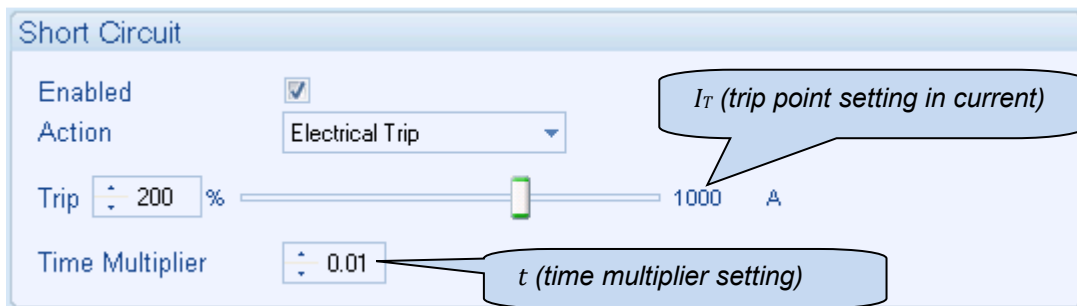 Short Circuit
Enabled
I_T (trip point setting in current)
Action Electrical Trip
Trip 200 % 1000 A
Time Multiplier 0.01
t (time multiplier setting)